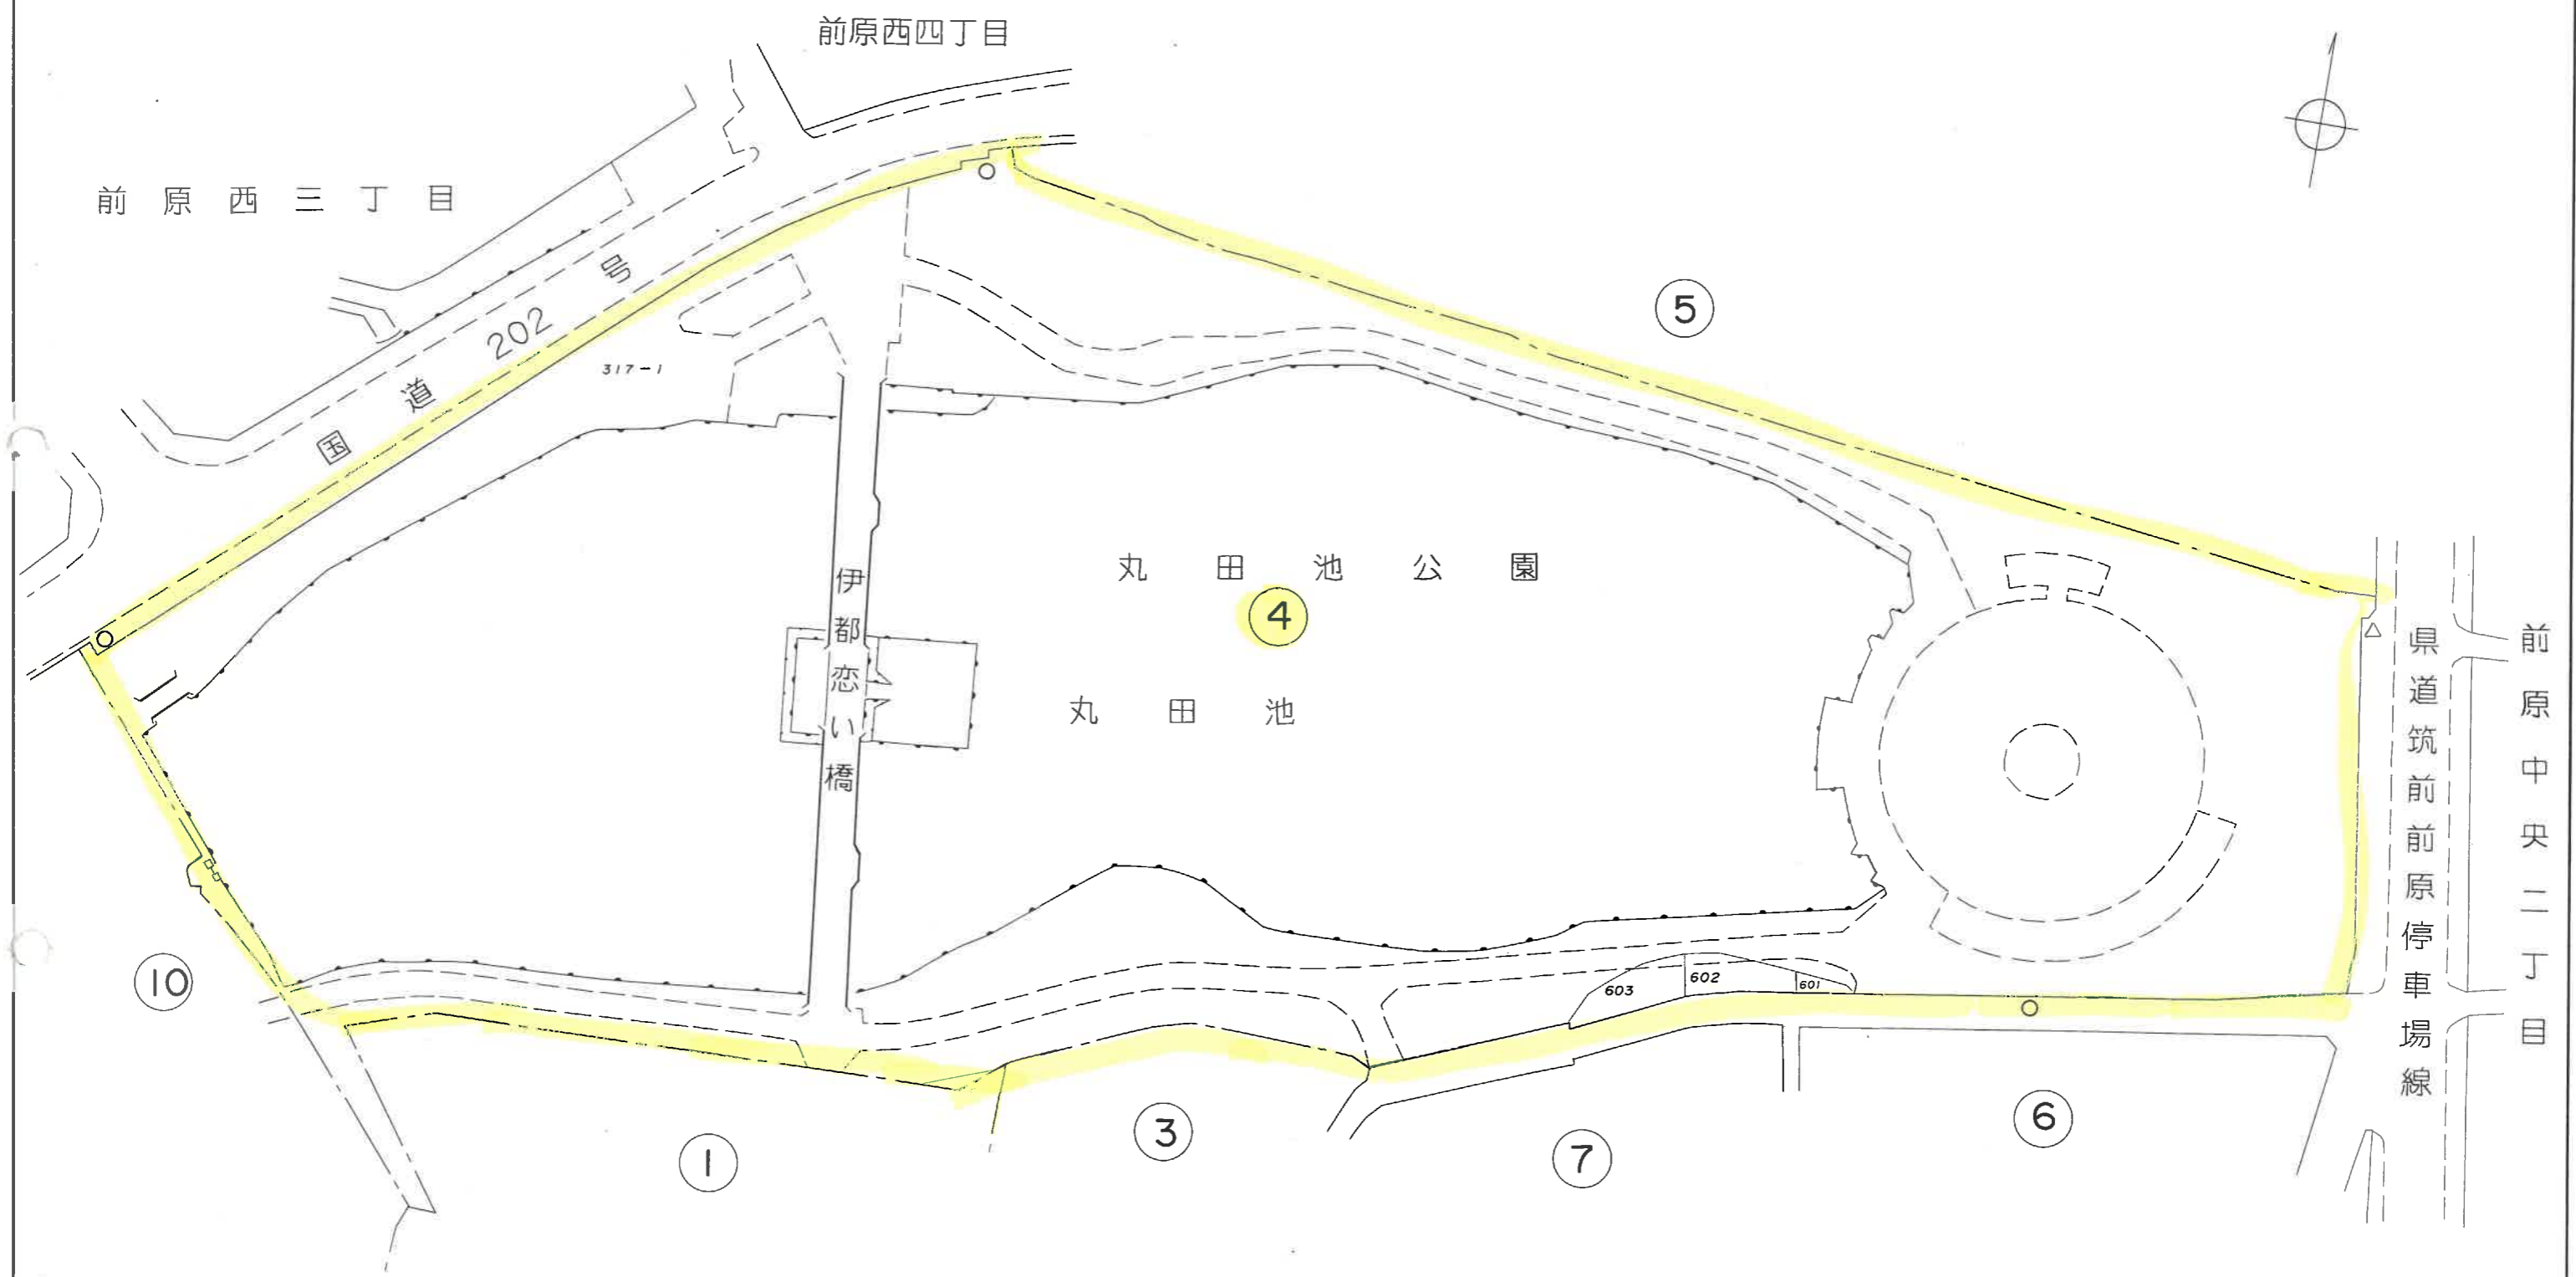 前原西四丁目
前原西三丁目
国道202号
317-1
⑤
丸田池公園
④
丸田池
伊都恋い橋
県道筑前前原停車場線
前原中央二丁目
603
602
601
⑩
①
③
⑦
⑥